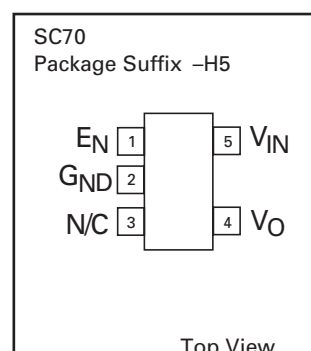 SC70
Package Suffix –H5
EN 1
5 VIN
GND 2
N/C 3
4 VO
Top View